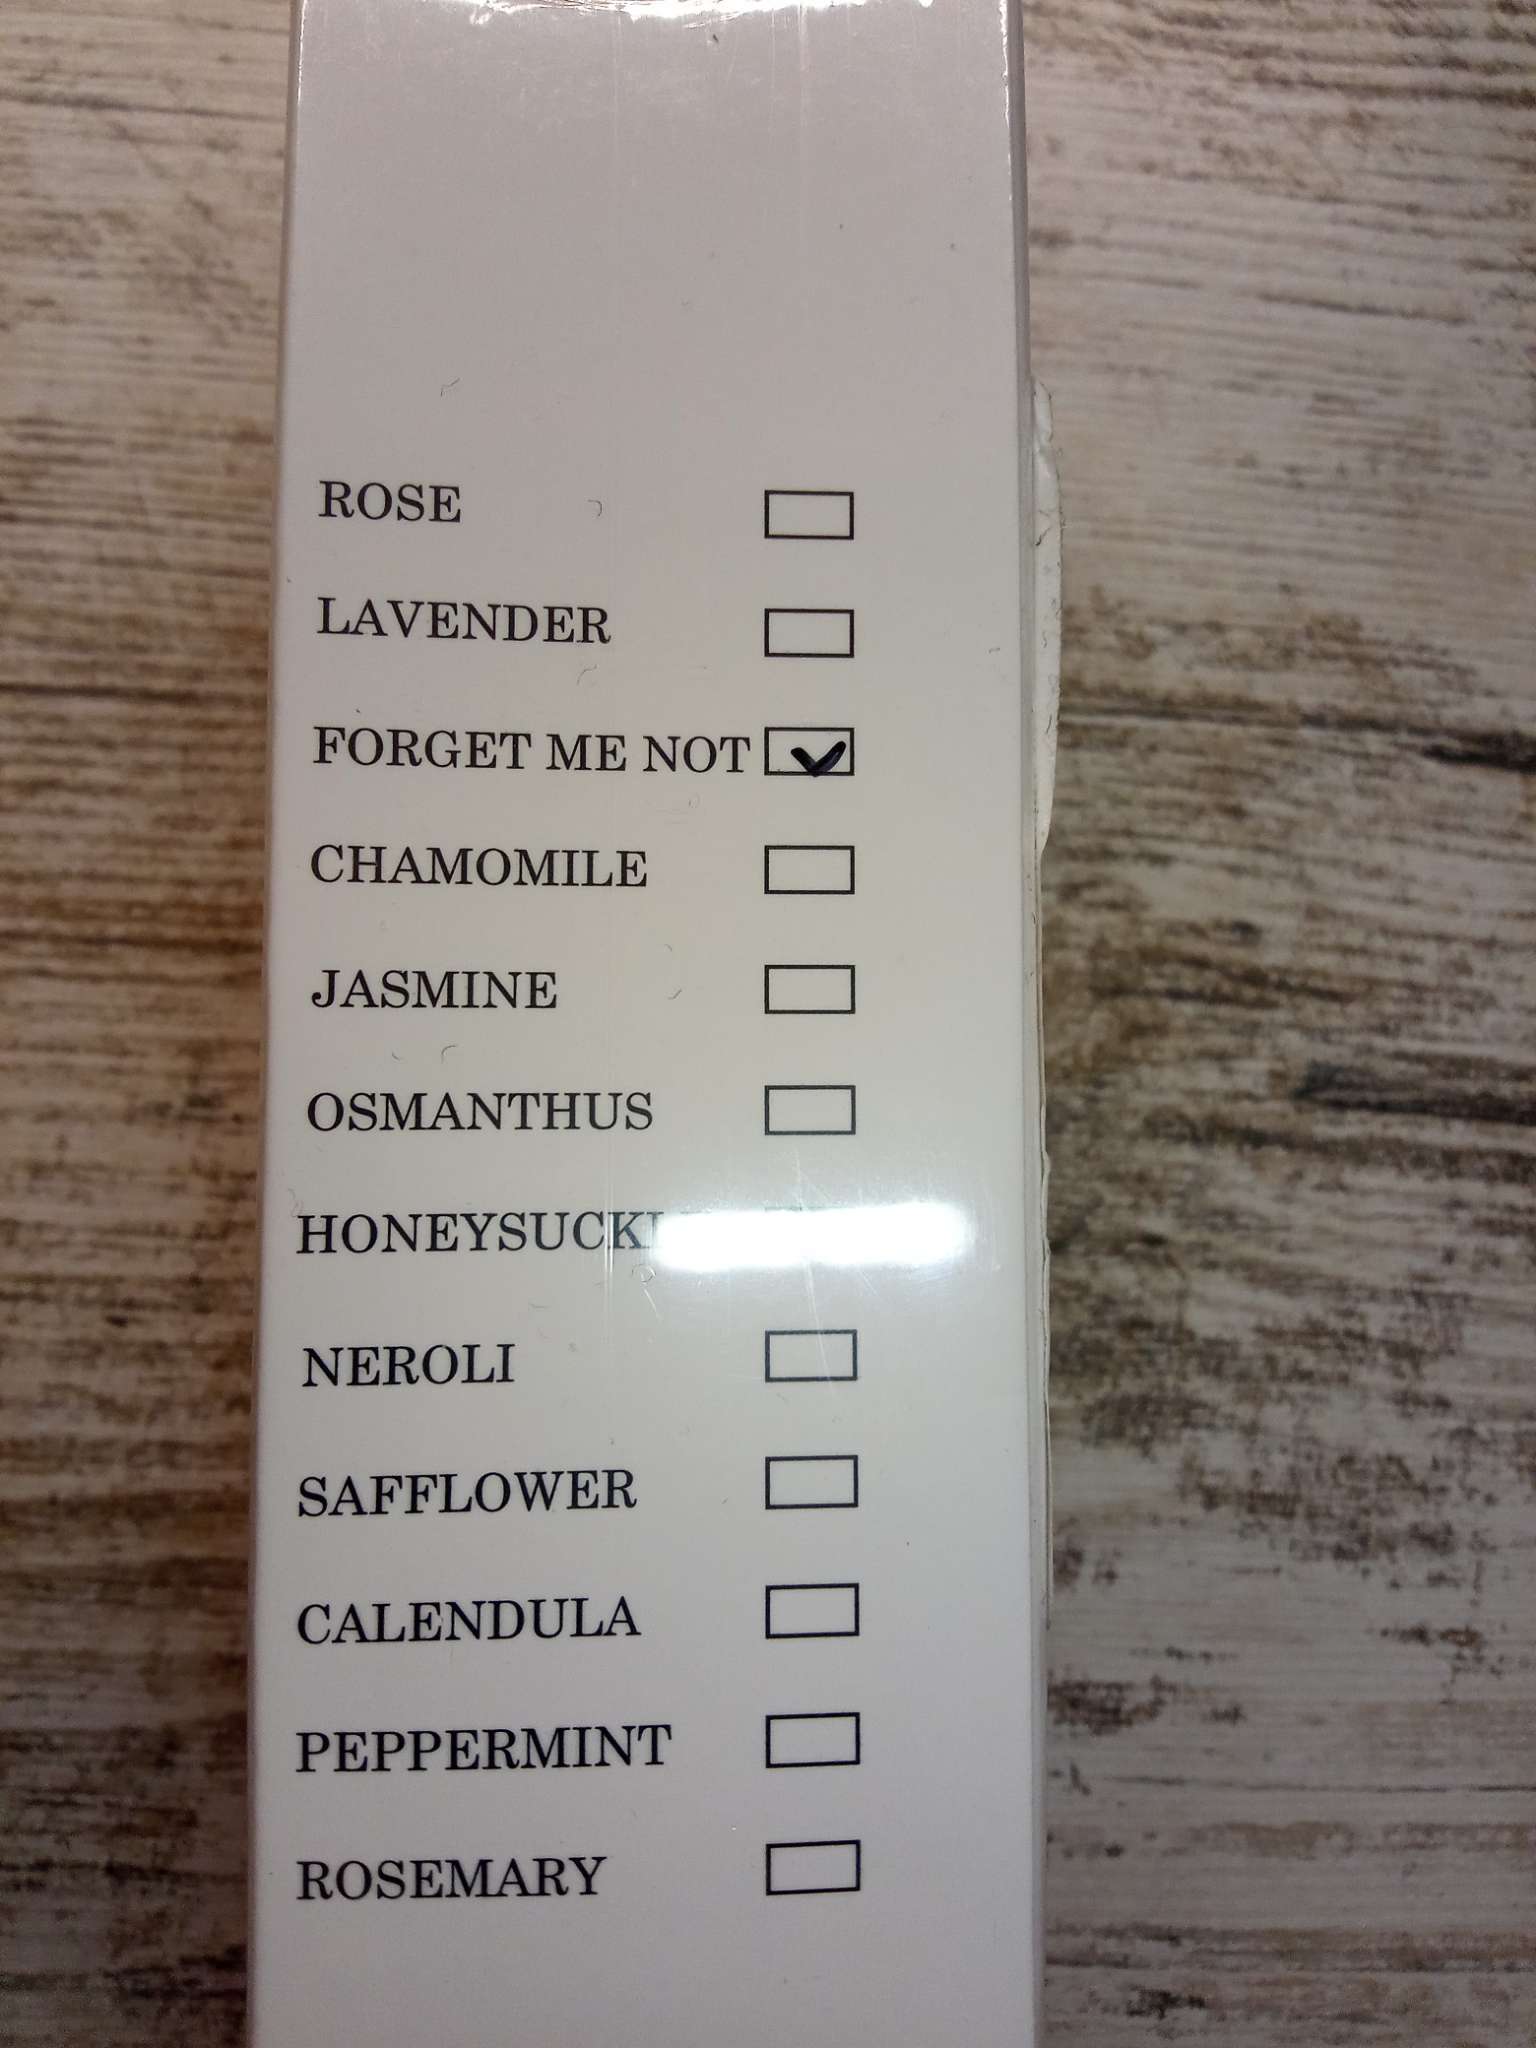 ROSE
LAVENDER
FORGET ME NOT
CHAMOMILE
JASMINE
OSMANTHUS
NEROLI
SAFFLOWER
CALENDULA
PEPPERMINT
ROSEMARY